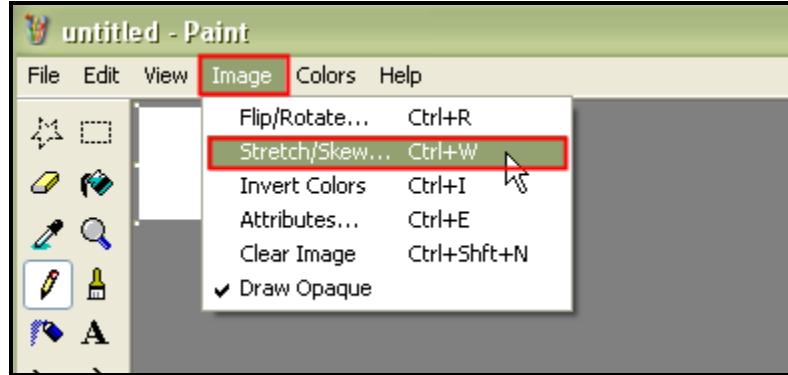 untitled - Paint
File Edit View Image Colors Help
Flip/Rotate... Ctrl+R
Stretch/Skew... Ctrl+W
Invert Colors Ctrl+I
Attributes... Ctrl+E
Clear Image Ctrl+Shft+N
Draw Opaque
A